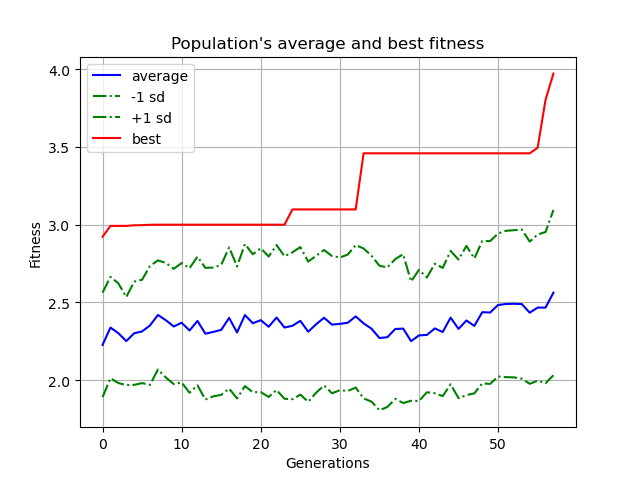 Population's average and best fitness
average
-1 sd
+1 sd
best
Fitness
4.0
3.5
3.0
2.5
2.0
0 10 20 30 40 50
Generations